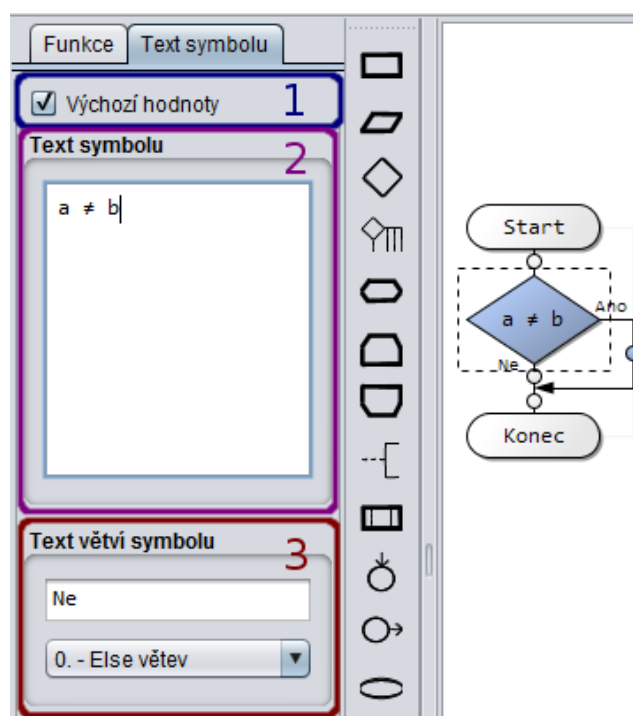 Funkce
Text symbolu
Výchozí hodnoty
1
Text symbolu
2
a ≠ b
Text větví symbolu
3
Ne
0. - Else větev
Start
a ≠ b
Ano
Ne
Konec